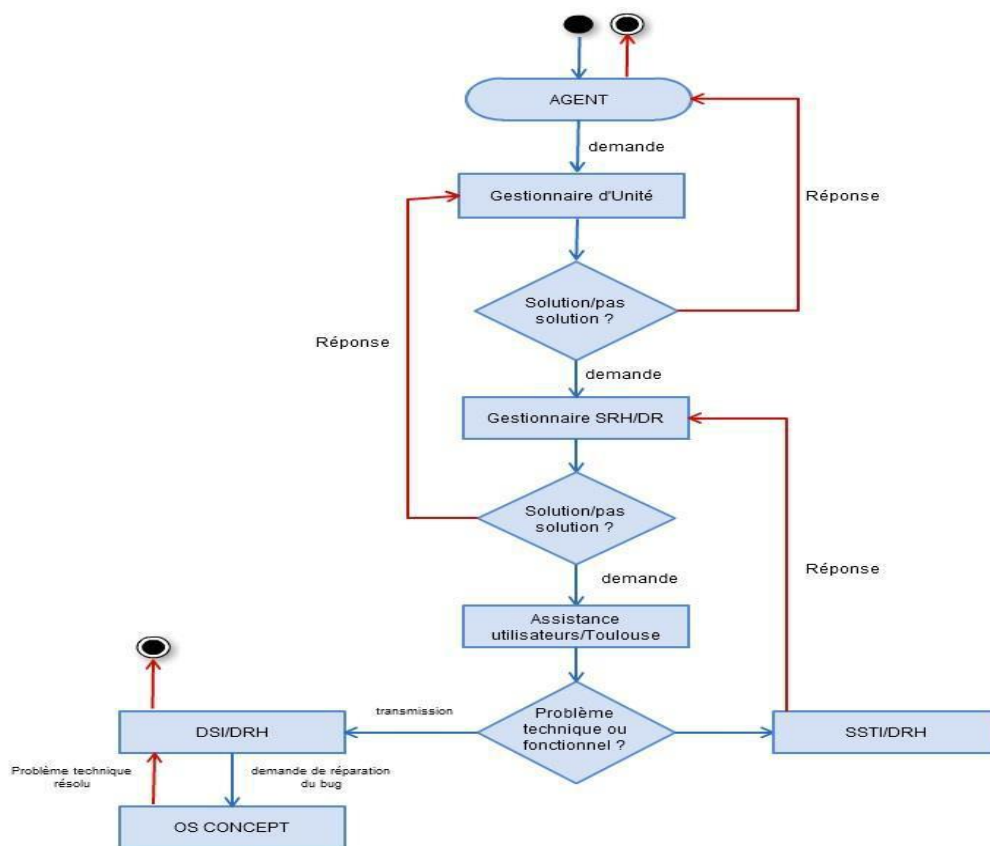 AGENT
demande
Gestionnaire d'Unité
Réponse
Solution/pas
solution ?
Réponse
demande
Gestionnaire SRH/DR
Solution/pas
solution ?
Réponse
demande
Assistance
utilisateurs/Toulouse
transmission
Problème
technique ou
fonctionnel ?
DSI/DRH
SSTI/DRH
Problème technique
résolu
demande de réparation
du bug
OS CONCEPT